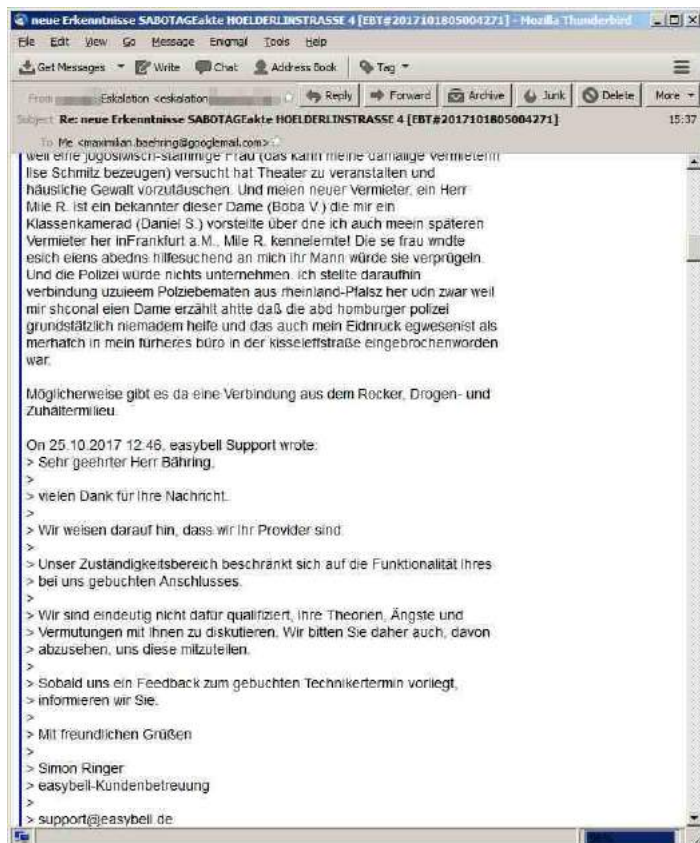 neue Erkenntnisse SABOTAGEakte HOELDERLINSTRASSE 4 [EBT#2017101805004271] - Mozilla Thunderbird
File Edit View Go Message Enigmail Tools Help
Get Messages Write Chat Address Book Tag
From Eskalation <eskalation Reply Forward Archive Junk Delete More
Subject Re: neue Erkenntnisse SABOTAGEakte HOELDERLINSTRASSE 4 [EBT#2017101805004271] 15:37
To Me <maximilian.baehring@googlemail.com>
weil eine jugoslwisch-stämmige Frau (das kann meine damalige Vermieterin
Ilse Schmitz bezeugen) versucht hat Theater zu veranstalten und
häusliche Gewalt vorzutäuschen. Und meien neuer Vermieter, ein Herr
Mile R. ist ein bekannter dieser Dame (Boba V.) die mir ein
Klassenkamerad (Daniel S.) vorstellte über dne ich auch meein späteren
Vermieter her inFrankfurt a.M., Mile R. kennelernte! Die se frau wndte
esich eiens abedns hilfesuchend an mich ihr Mann würde sie verprügeln.
Und die Polizei würde nichts unternehmen. ich stellte daraufhin
verbindung uzuieem Polziebematen aus rheinland-Pfalsz her udn zwar weil
mir shconal eien Dame erzählt ahtte daß die abd homburger polizei
grundstätzlich niemadem helfe und das auch mein Eidnruck egwesenist als
merhafch in mein fürheres büro in der kisseleffstraße eingebrochenworden
war.
Möglicherweise gibt es da eine Verbindung aus dem Rocker, Drogen- und
Zuhältermilieu.
On 25.10.2017 12:46, easybell Support wrote:
> Sehr geehrter Herr Bähring,
>
> vielen Dank für Ihre Nachricht.
>
> Wir weisen darauf hin, dass wir Ihr Provider sind.
>
> Unser Zuständigkeitsbereich beschränkt sich auf die Funktionalität Ihres
> bei uns gebuchten Anschlusses.
>
> Wir sind eindeutig nicht dafür qualifiziert, Ihre Theorien, Ängste und
> Vermutungen mit Ihnen zu diskutieren. Wir bitten Sie daher auch, davon
> abzusehen, uns diese mitzuteilen.
>
> Sobald uns ein Feedback zum gebuchten Technikertermin vorliegt,
> informieren wir Sie.
>
> Mit freundlichen Grüßen
>
> Simon Ringer
> easybell-Kundenbetreuung
>
> support@easybell.de